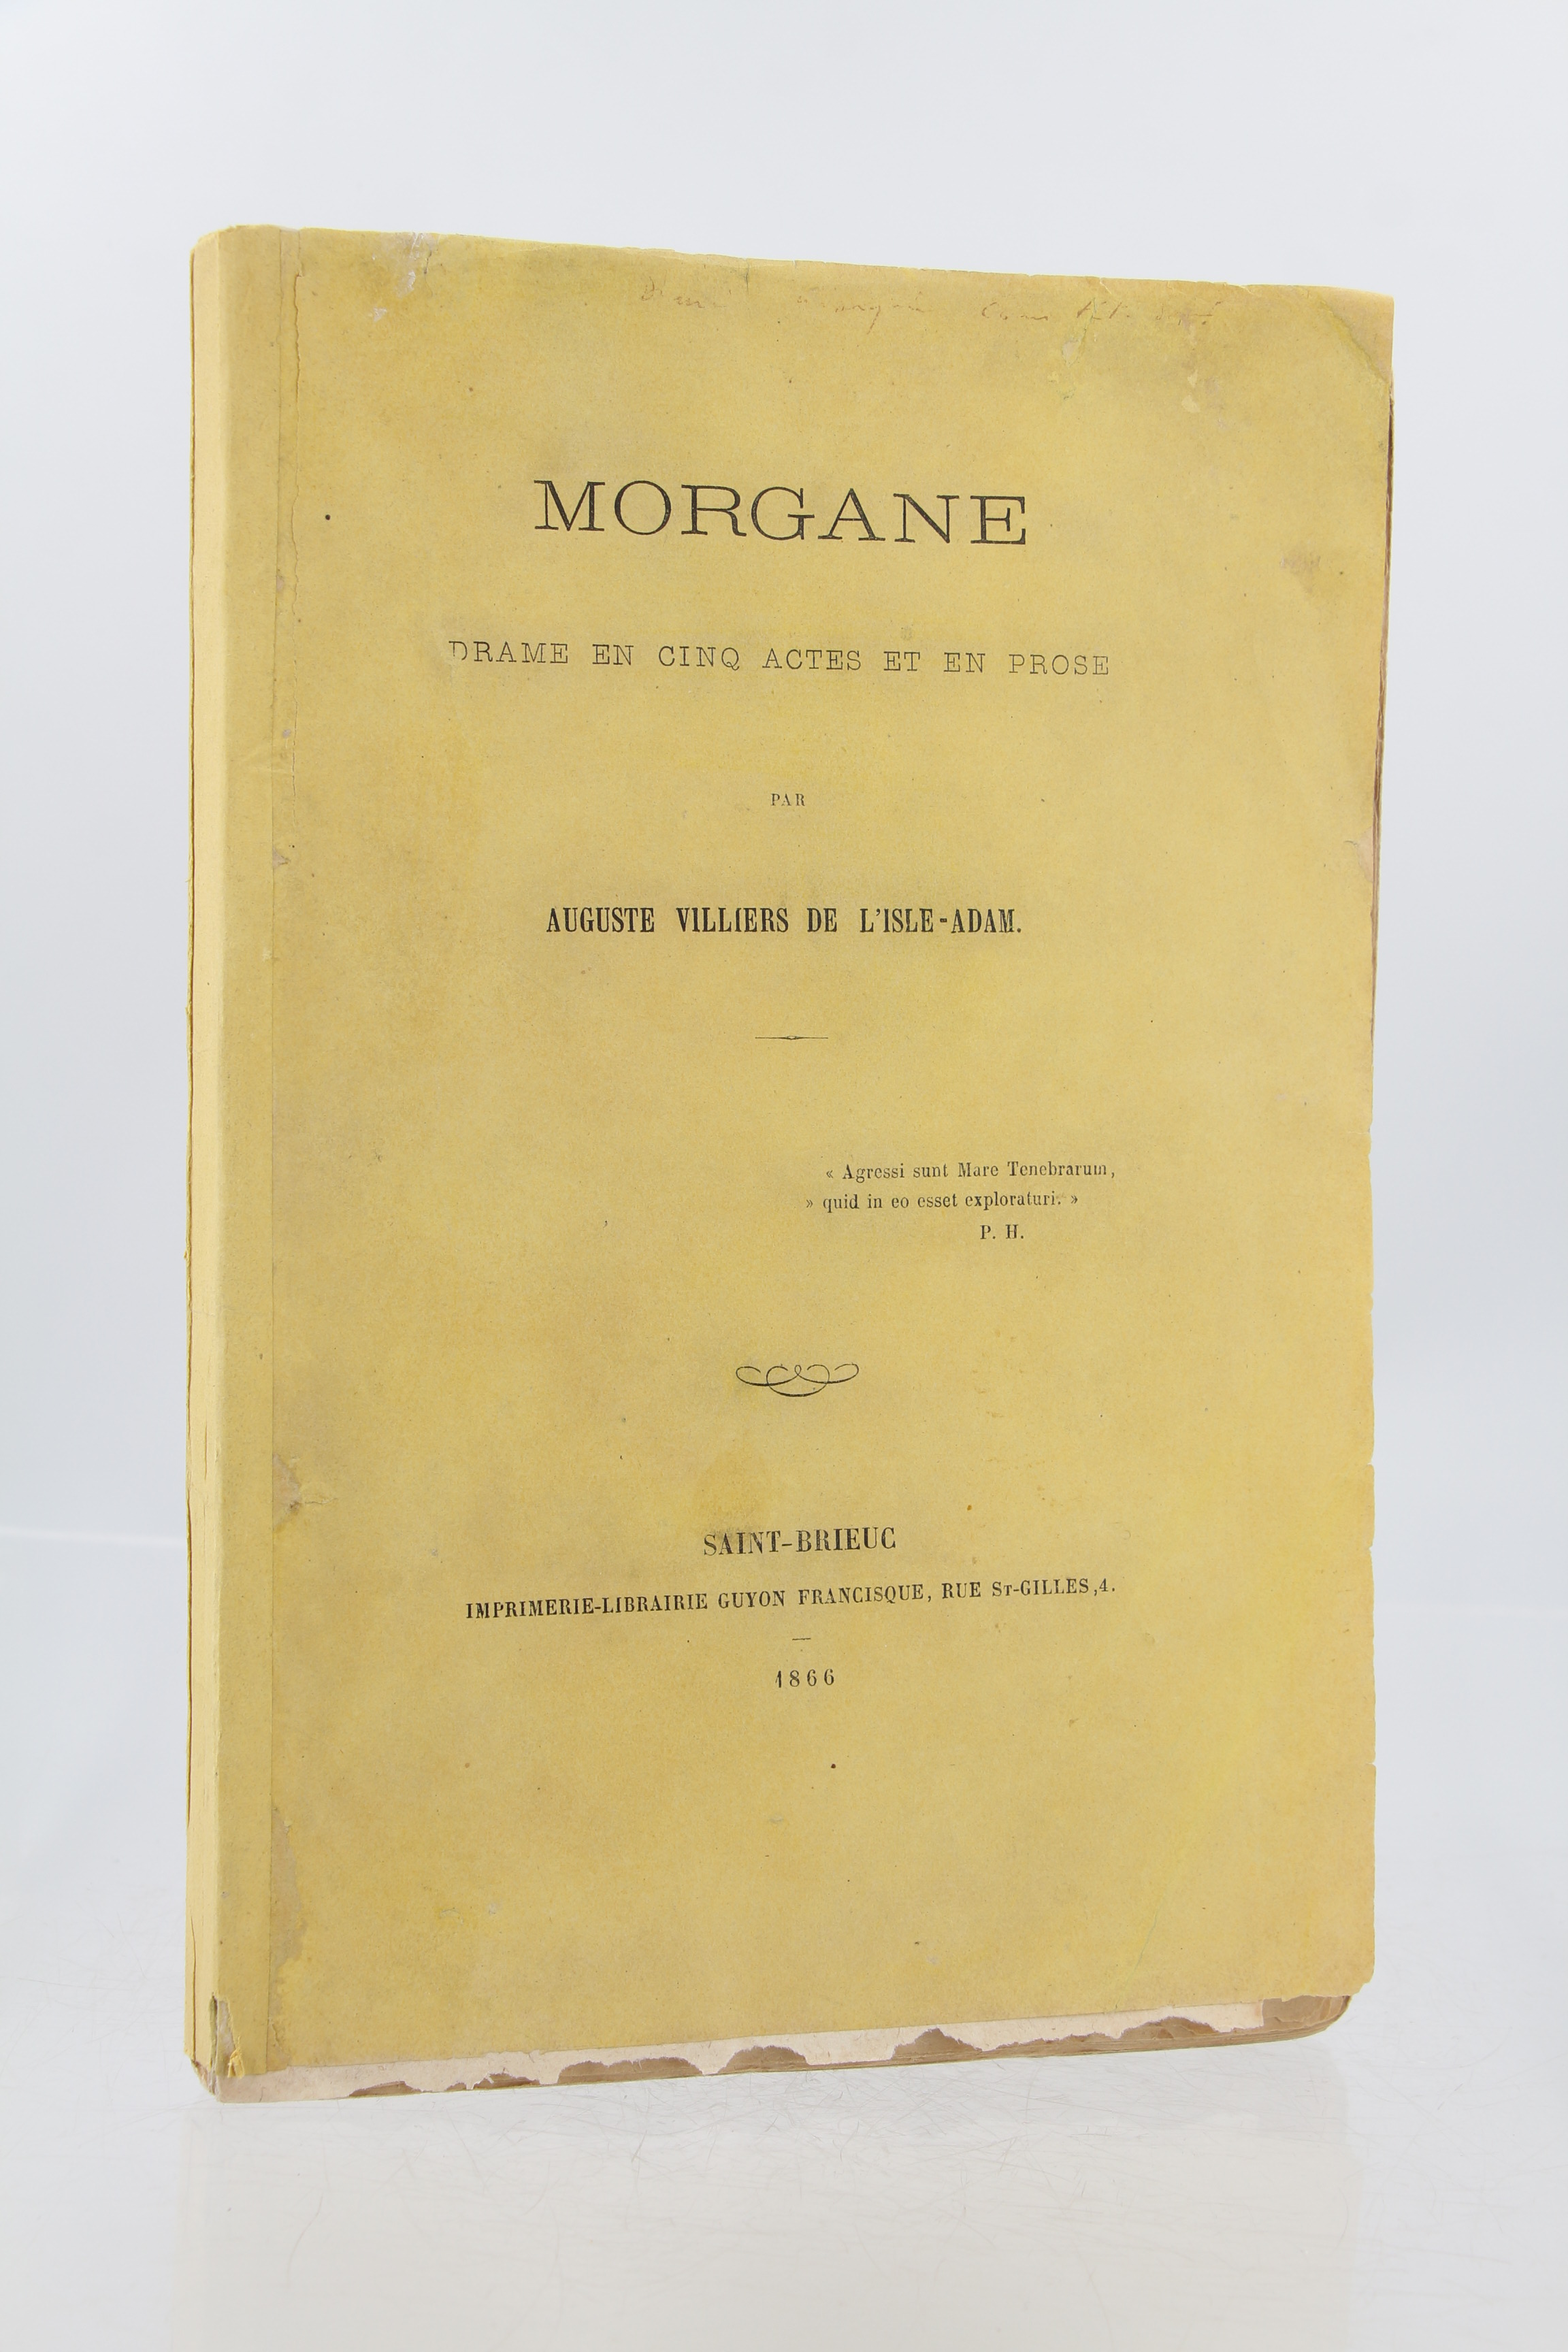 MORGANE
DRAME EN CINQ ACTES ET EN PROSE
PAR
AUGUSTE VILLIERS DE L'ISLE-ADAM.
« Agressi sunt Mare Tenebrarum,
» quid in eo esset exploraturi. »
P. H.
SAINT-BRIEUC
IMPRIMERIE-LIBRAIRIE GUYON FRANCISQUE, RUE ST-GILLES,4.
1866